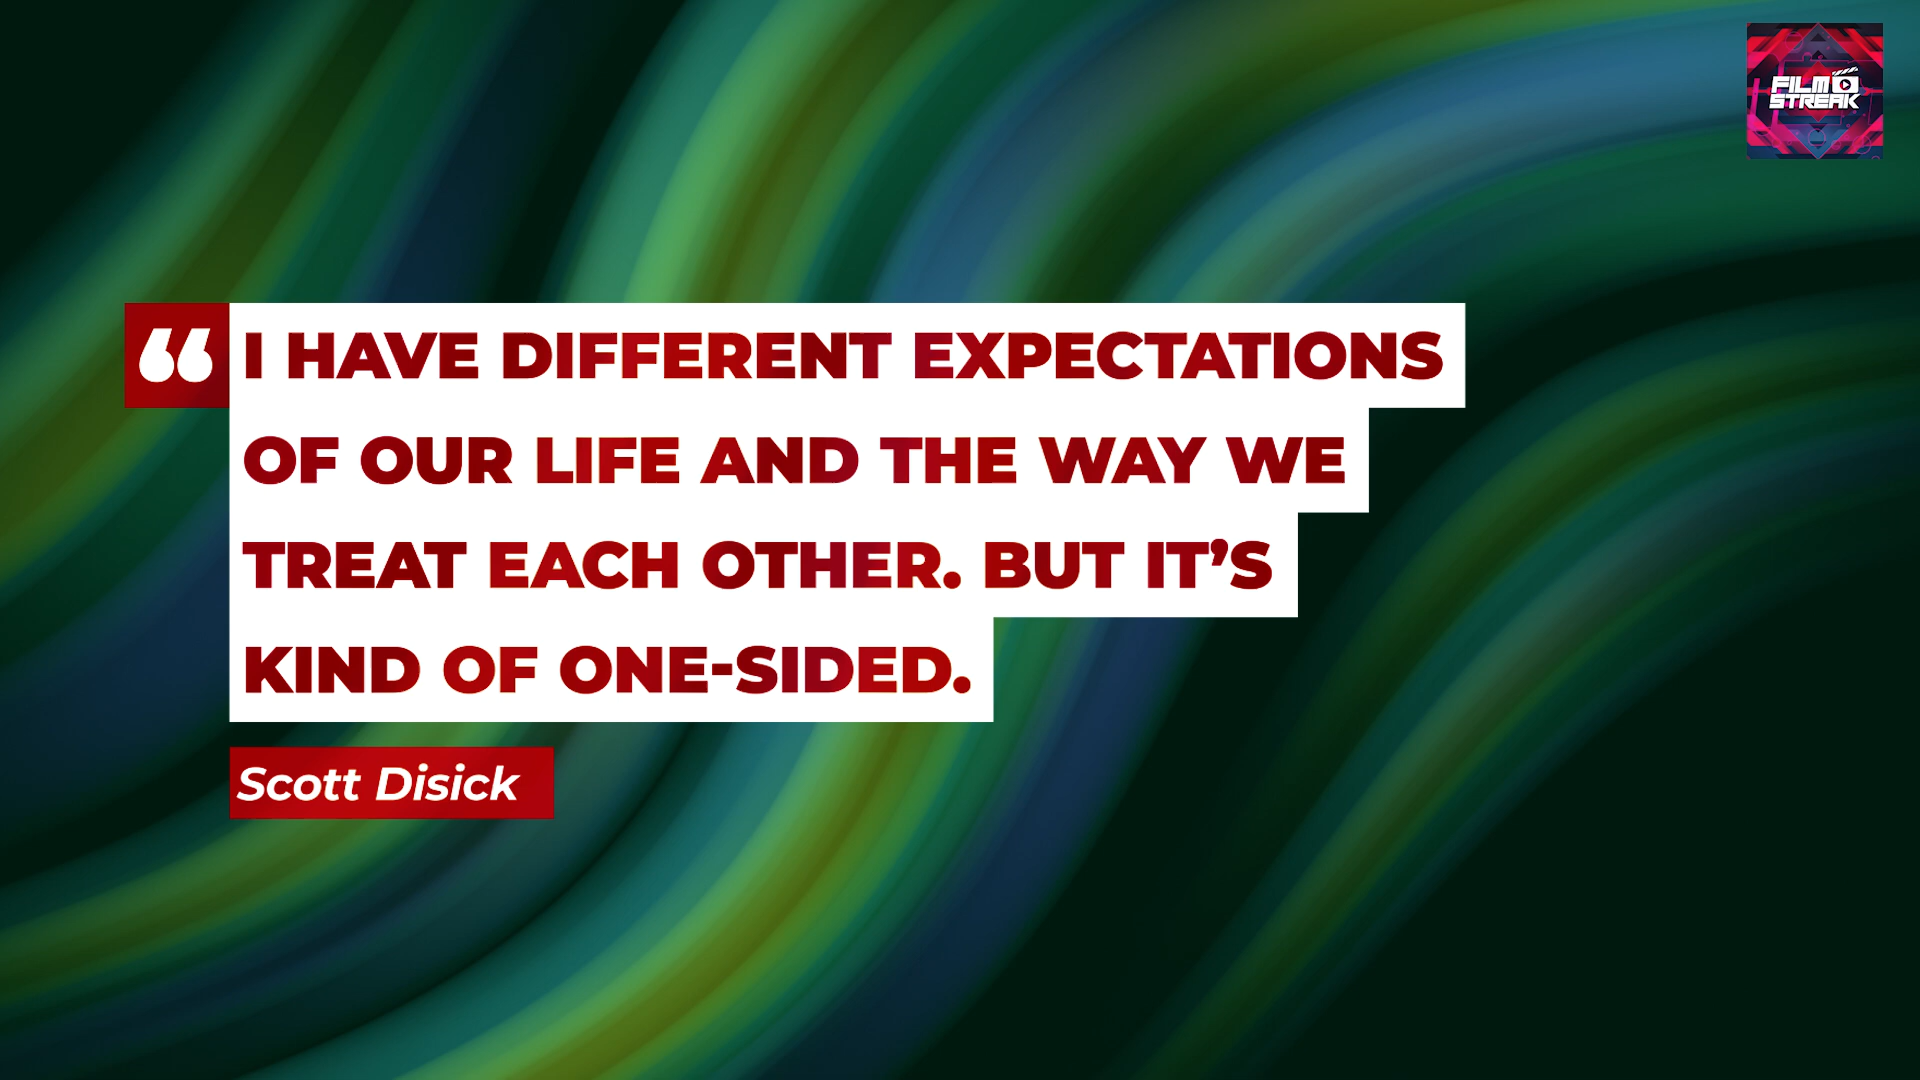 FILM
STREAK
“I HAVE DIFFERENT EXPECTATIONS
OF OUR LIFE AND THE WAY WE
TREAT EACH OTHER. BUT IT’S
KIND OF ONE-SIDED.
Scott Disick